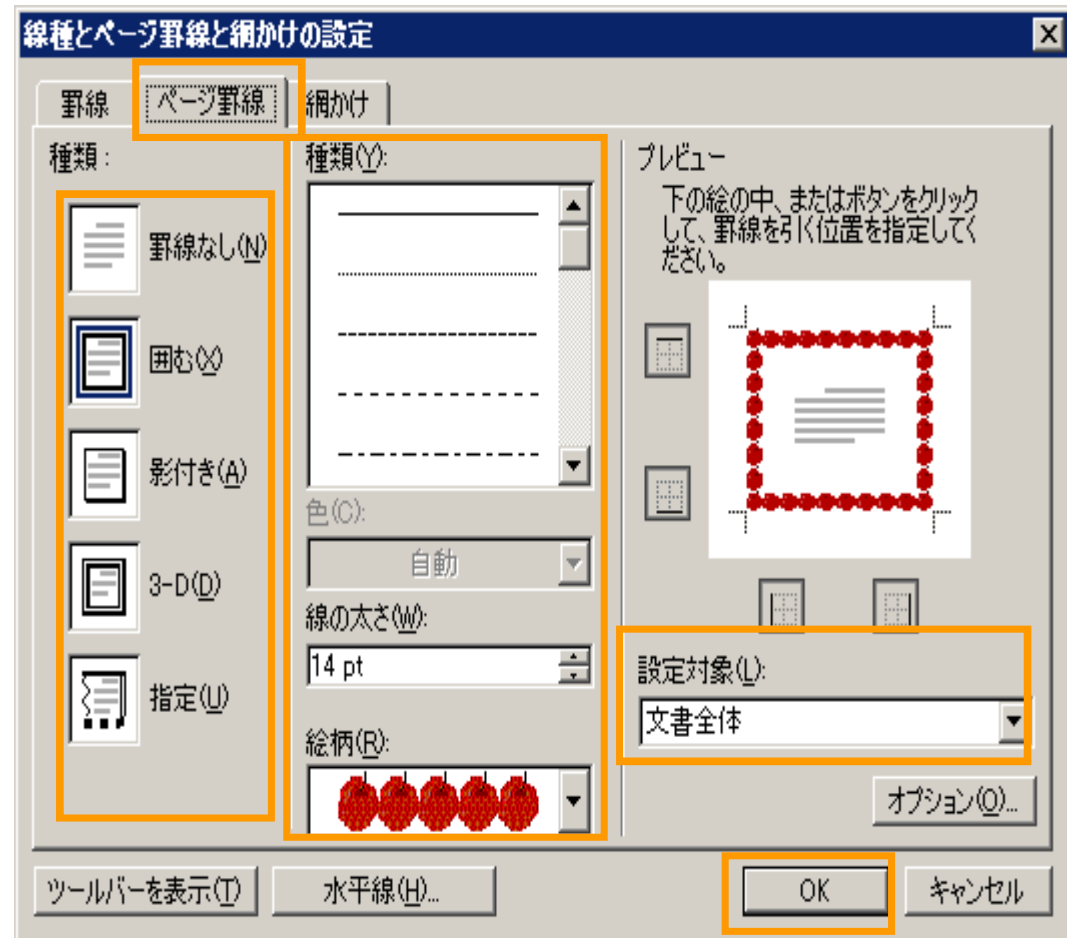 線種とページ罫線と網かけの設定
罫線
ページ罫線
網かけ
種類:
罫線なし(N)
囲む(X)
影付き(A)
3-D(D)
指定(U)
種類(Y):
色(C):
自動
線の太さ(W):
14 pt
絵柄(R):
プレビュー
下の絵の中、またはボタンをクリック
して、罫線を引く位置を指定してく
ださい。
設定対象(L):
文書全体
オプション(O)...
ツールバーを表示(T)
水平線(H)...
OK
キャンセル